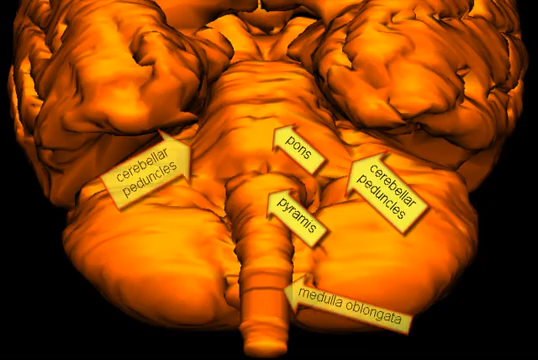 cerebellar
peduncles
pons
cerebellar
peduncles
pyramis
medulla oblongata